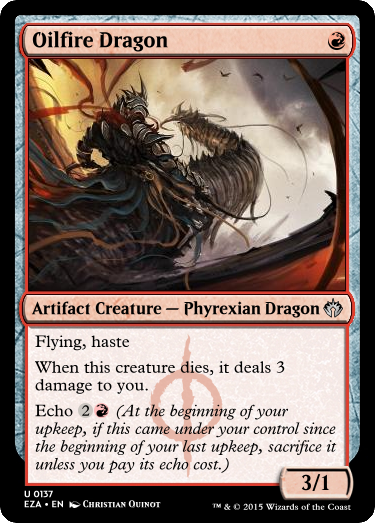 Oilfire Dragon
Artifact Creature — Phyrexian Dragon
Flying, haste
When this creature dies, it deals 3
damage to you.
Echo 2 (At the beginning of your
upkeep, if this came under your control since
the beginning of your last upkeep, sacrifice it
unless you pay its echo cost.)
3/1
U 0137
EZA • EN Christian Quinot
™ & © 2015 Wizards of the Coast